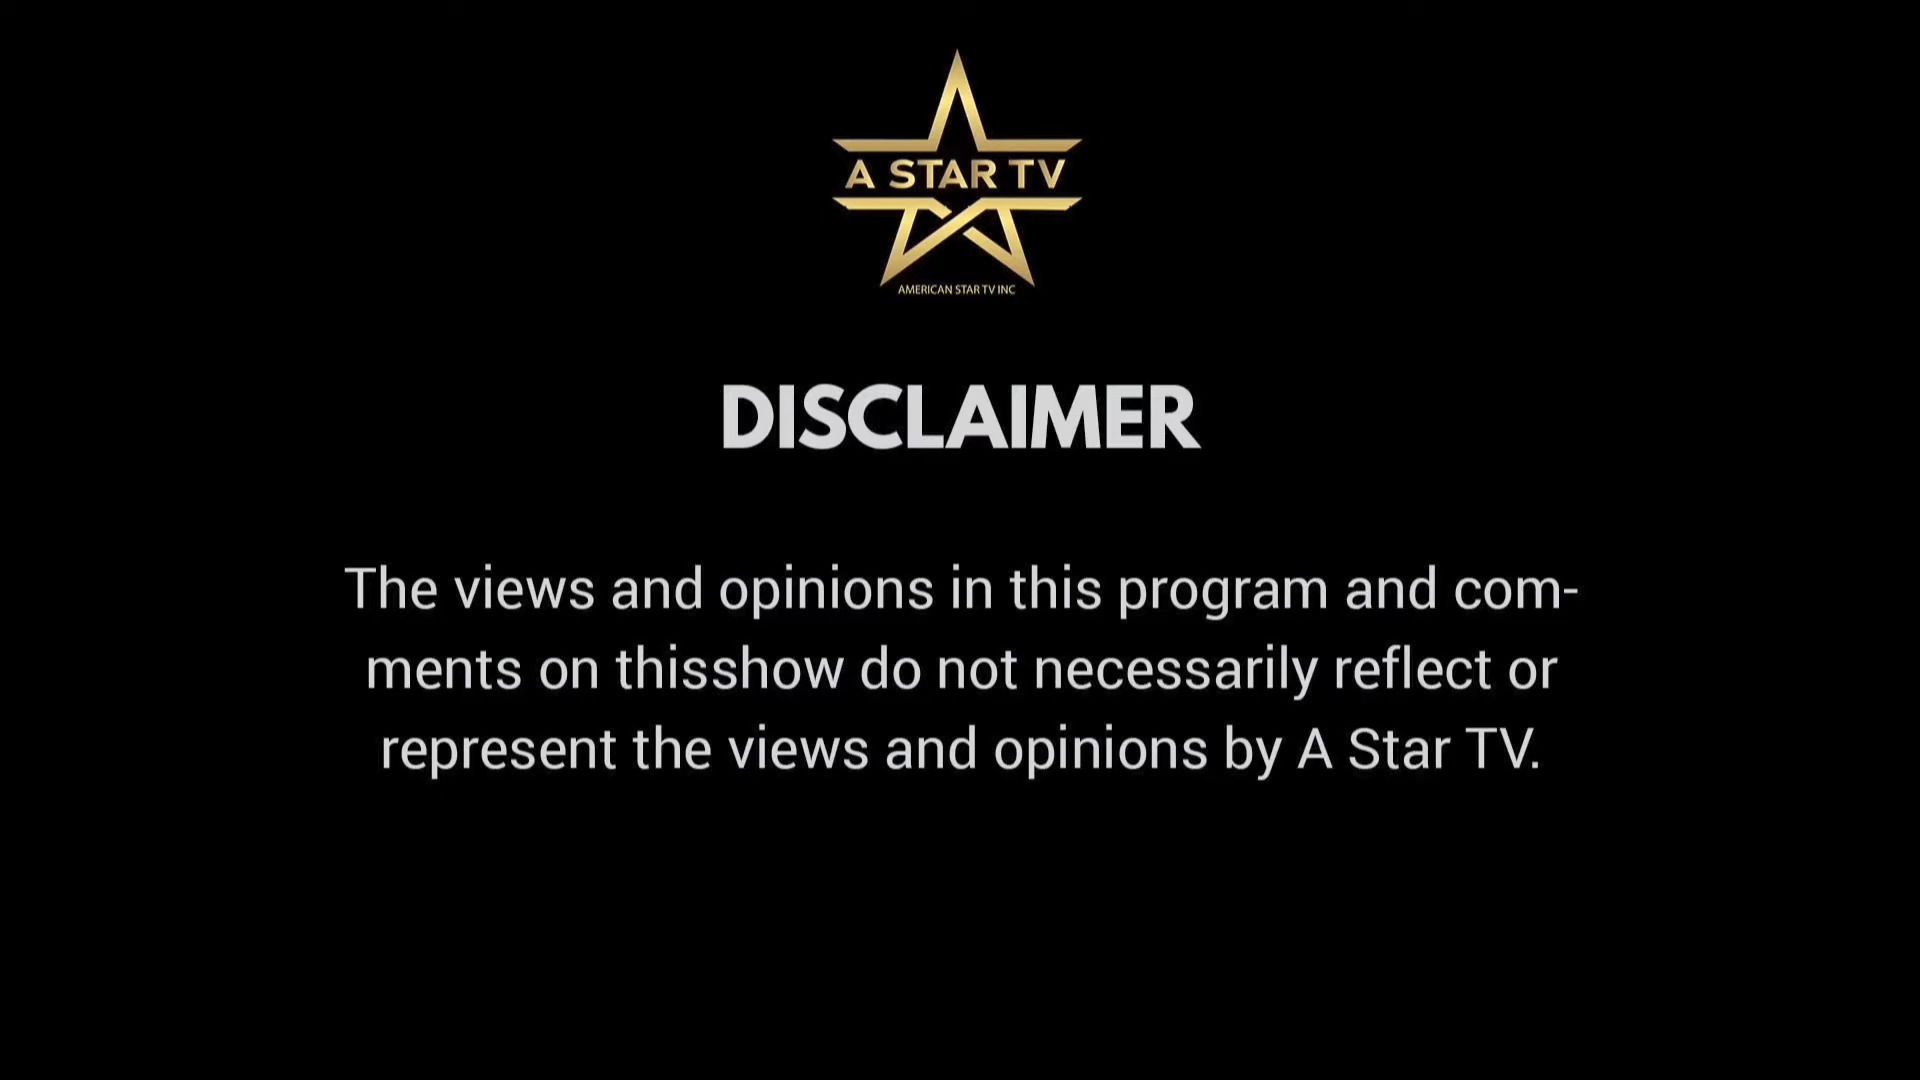 A STAR TV
AMERICAN STAR TV INC
DISCLAIMER
The views and opinions in this program and com-
ments on thisshow do not necessarily reflect or
represent the views and opinions by A Star TV.